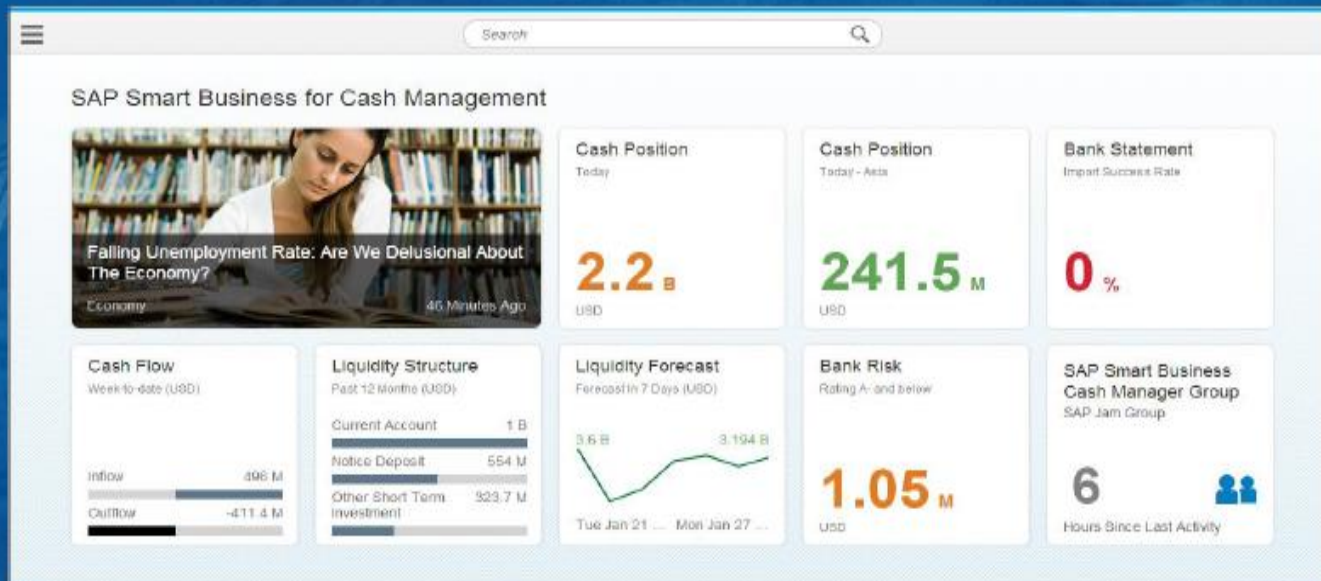 Search
SAP Smart Business for Cash Management
Falling Unemployment Rate: Are We Delusional About
The Economy?
Economy
46 Minutes Ago
Cash Position
Today
2.2 B
USD
Cash Position
Today - Asia
241.5 M
USD
Bank Statement
Import Success Rate
0 %
Cash Flow
Week-to-date (USD)
Inflow 496 M
Outflow -411.4 M
Liquidity Structure
Past 12 Months (USD)
Current Account 1 B
Notice Deposit 554 M
Other Short Term 323.7 M
Investment
Liquidity Forecast
Forecast in 7 Days (USD)
3.6 B 3.194 B
Tue Jan 21 ... Mon Jan 27 ...
Bank Risk
Rating A- and below
1.05 M
USD
SAP Smart Business
Cash Manager Group
SAP Jam Group
6
Hours Since Last Activity